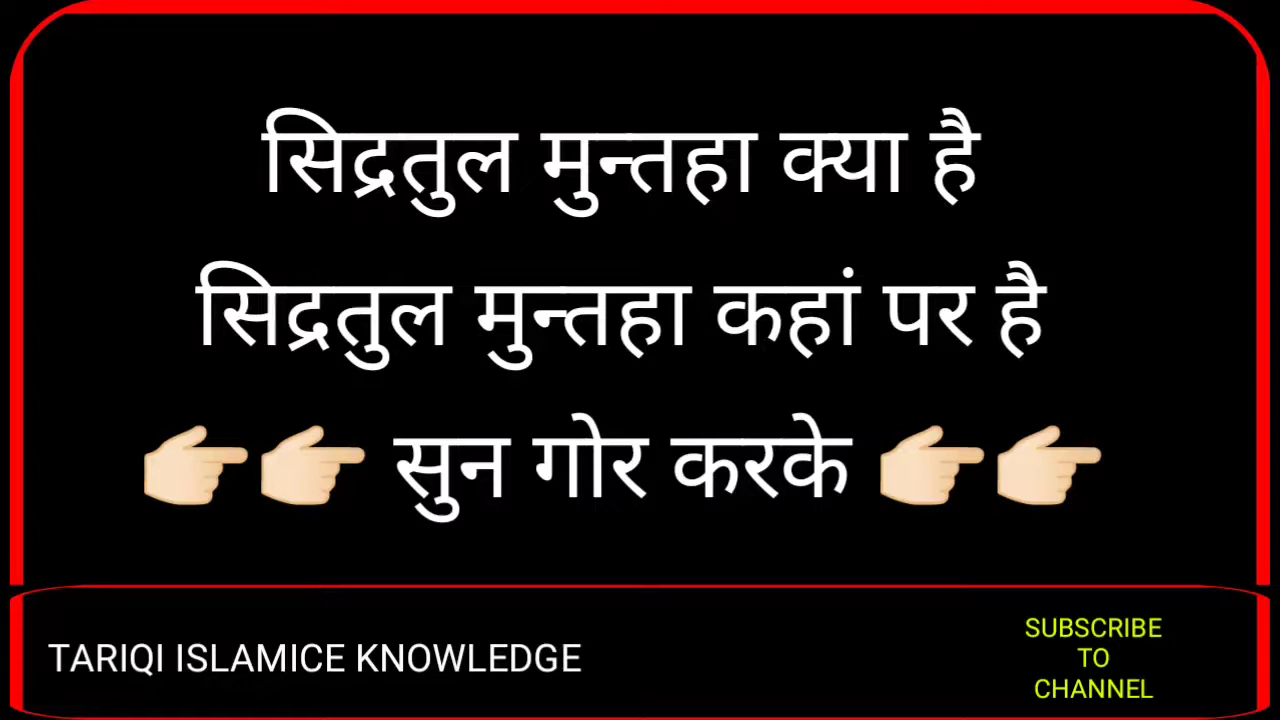 सिद्रतुल मुन्तहा क्या है
सिद्रतुल मुन्तहा कहां पर है
👉🏻👉🏻 सुन गोर करके 👉🏻👉🏻
TARIQI ISLAMICE KNOWLEDGE
SUBSCRIBE
TO
CHANNEL